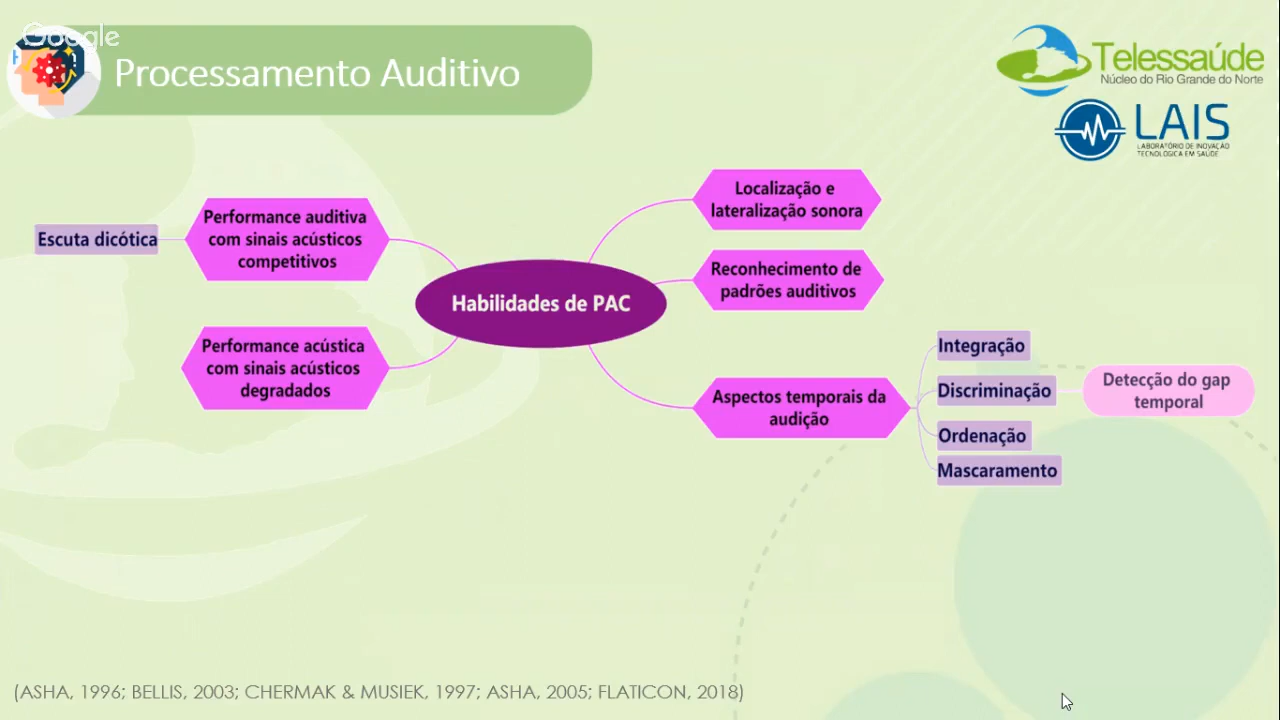 Google
Processamento Auditivo
Telessaúde
Núcleo do Rio Grande do Norte
LAIS
LABORATÓRIO DE INOVAÇÃO
TECNOLÓGICA EM SAÚDE
Escuta dicótica
Performance auditiva
com sinais acústicos
competitivos
Performance acústica
com sinais acústicos
degradados
Habilidades de PAC
Localização e
lateralização sonora
Reconhecimento de
padrões auditivos
Aspectos temporais da
audição
Integração
Discriminação
Ordenação
Mascaramento
Detecção do gap
temporal
(ASHA, 1996; BELLIS, 2003; CHERMAK & MUSIEK, 1997; ASHA, 2005; FLATICON, 2018)